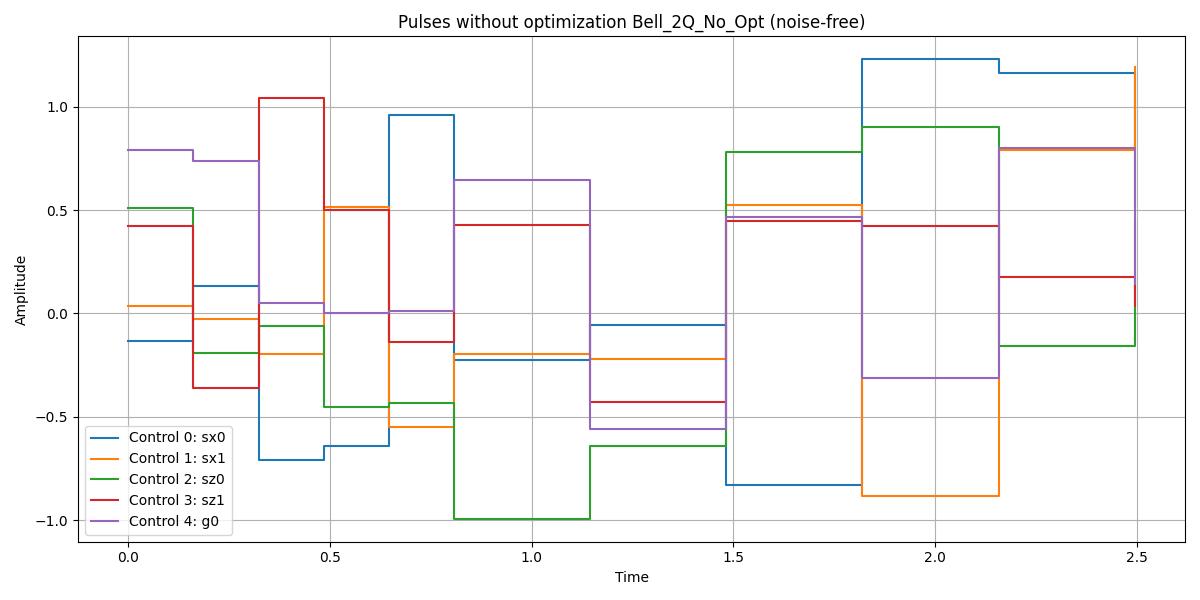 Pulses without optimization Bell_2Q_No_Opt (noise-free)
Amplitude
1.0
0.5
0.0
−0.5
−1.0
Control 0: sx0
Control 1: sx1
Control 2: sz0
Control 3: sz1
Control 4: g0
0.0 0.5 1.0 1.5 2.0 2.5
Time